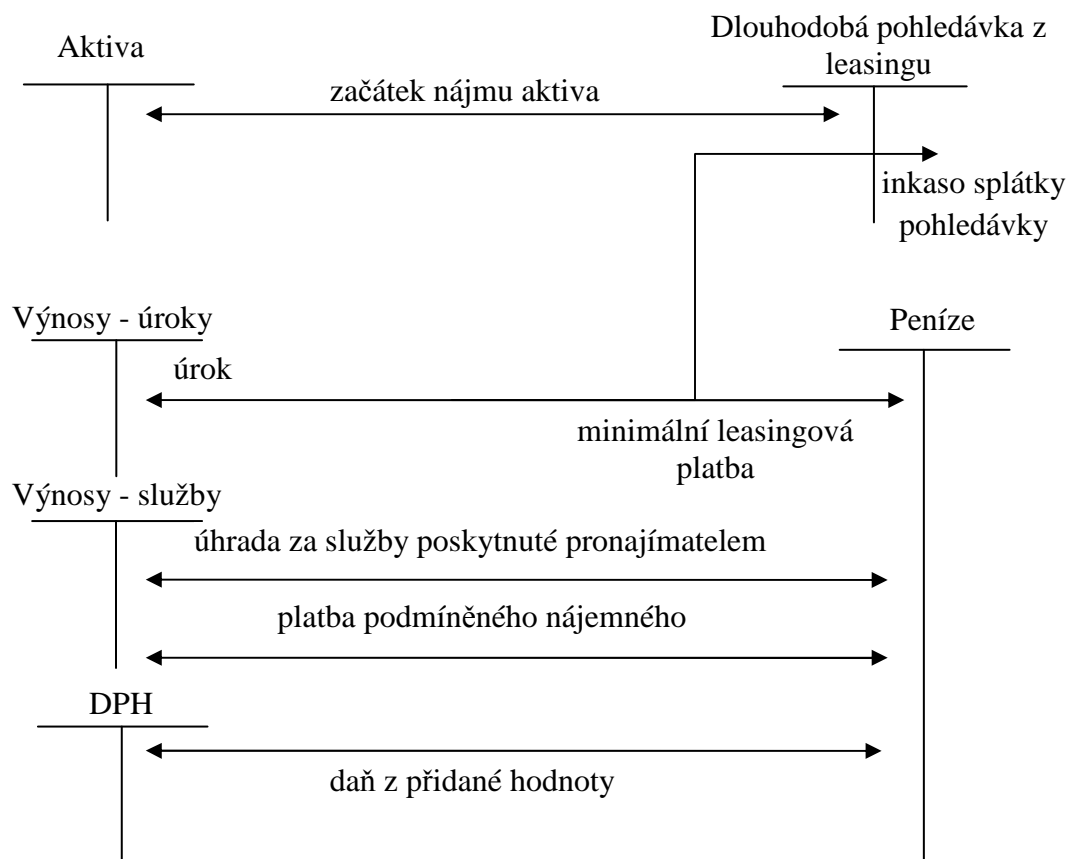 Aktiva
Dlouhodobá pohledávka z
leasingu
začátek nájmu aktiva
inkaso splátky
pohledávky
Výnosy - úroky
Peníze
úrok
minimální leasingová
platba
Výnosy - služby
úhrada za služby poskytnuté pronajímatelem
platba podmíněného nájemného
DPH
daň z přidané hodnoty